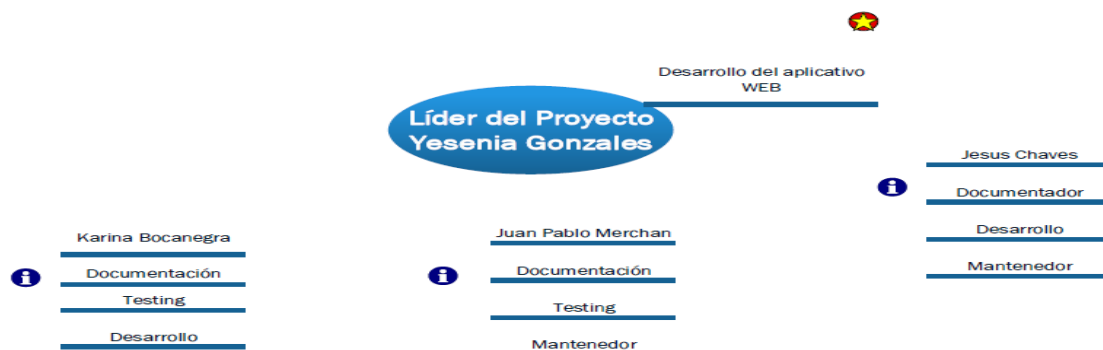 Desarrollo del aplicativo
WEB
Líder del Proyecto
Yesenia Gonzales
Jesus Chaves
Documentador
Desarrollo
Mantenedor
Karina Bocanegra
Documentación
Testing
Desarrollo
Juan Pablo Merchan
Documentación
Testing
Mantenedor